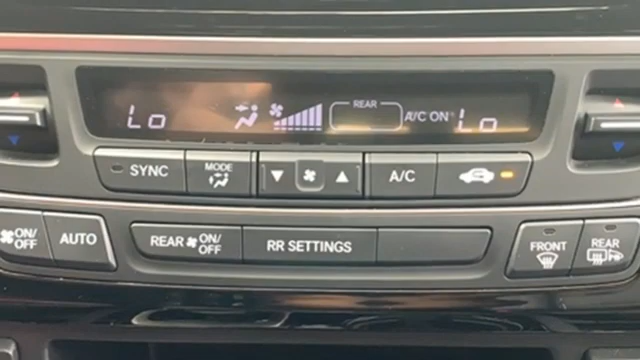 REAR
Lo A/C ON Lo
SYNC MODE A/C
ON/OFF AUTO REAR ON/OFF RR SETTINGS FRONT REAR